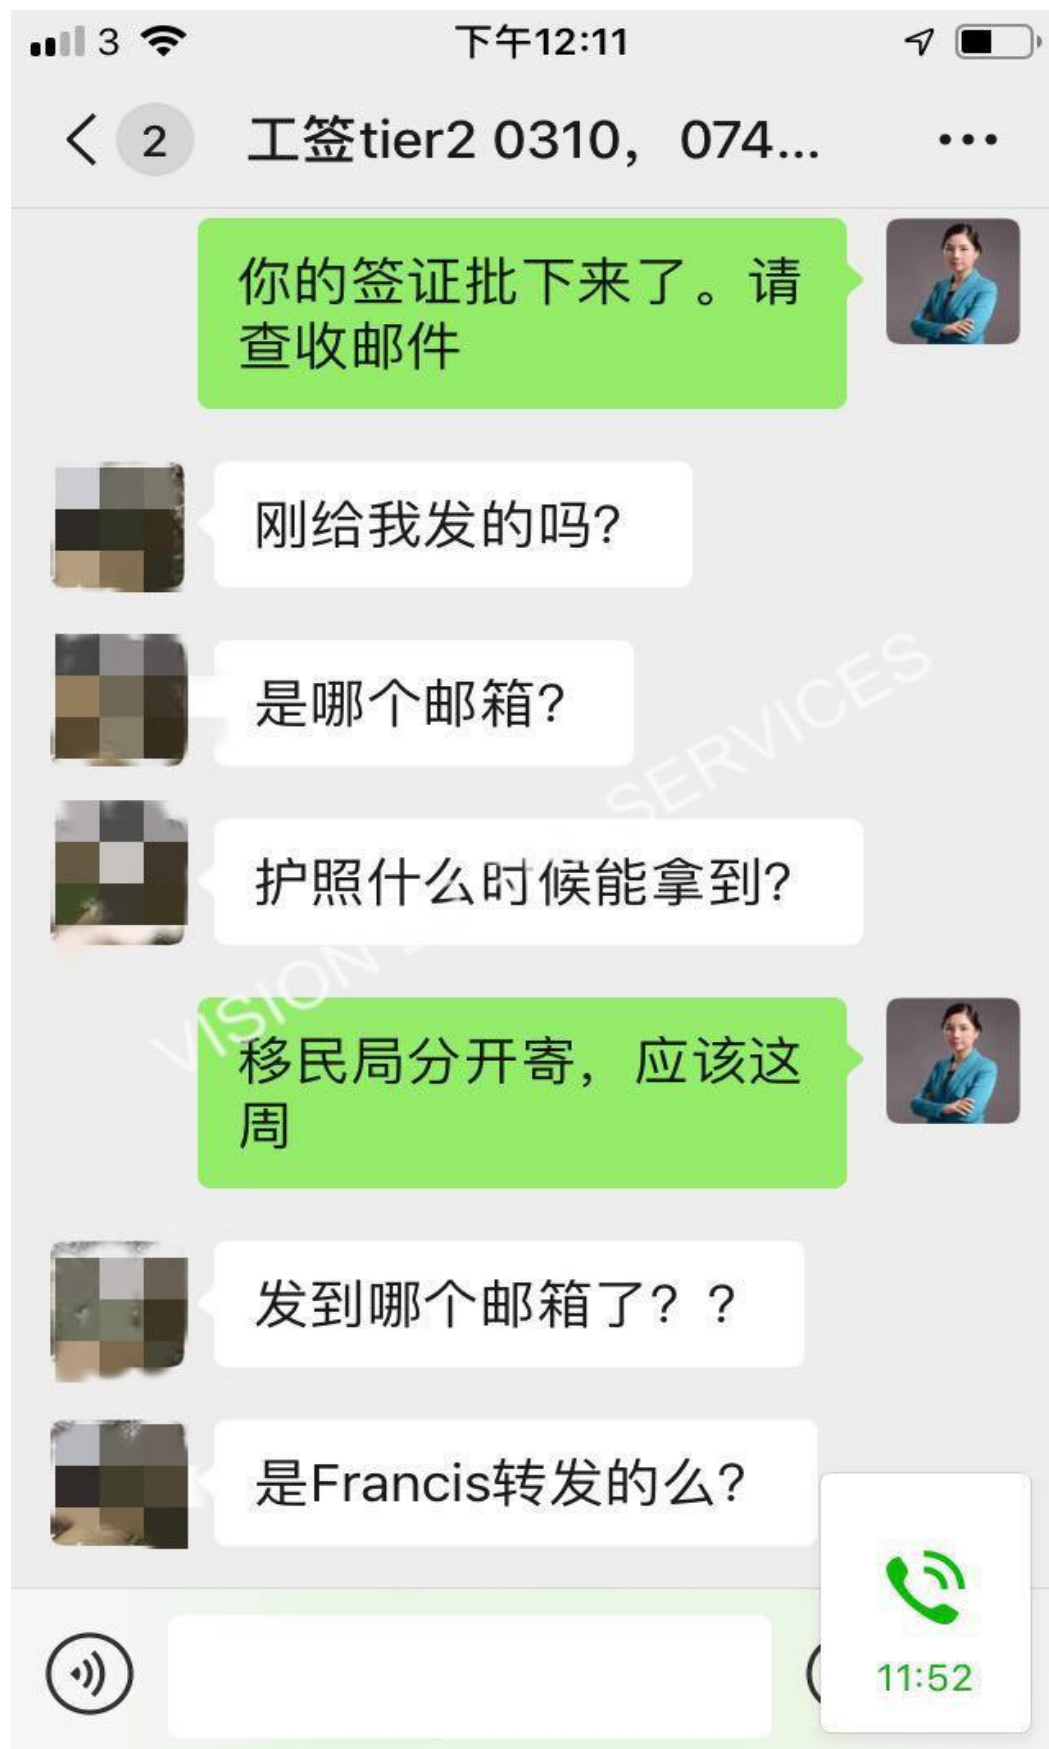 3 下午12:11
2 工签tier2 0310，074...
你的签证批下来了。请
查收邮件
刚给我发的吗?
是哪个邮箱?
护照什么时候能拿到?
移民局分开寄，应该这
周
发到哪个邮箱了? ?
是Francis转发的么?
11:52
VISION SERVICES